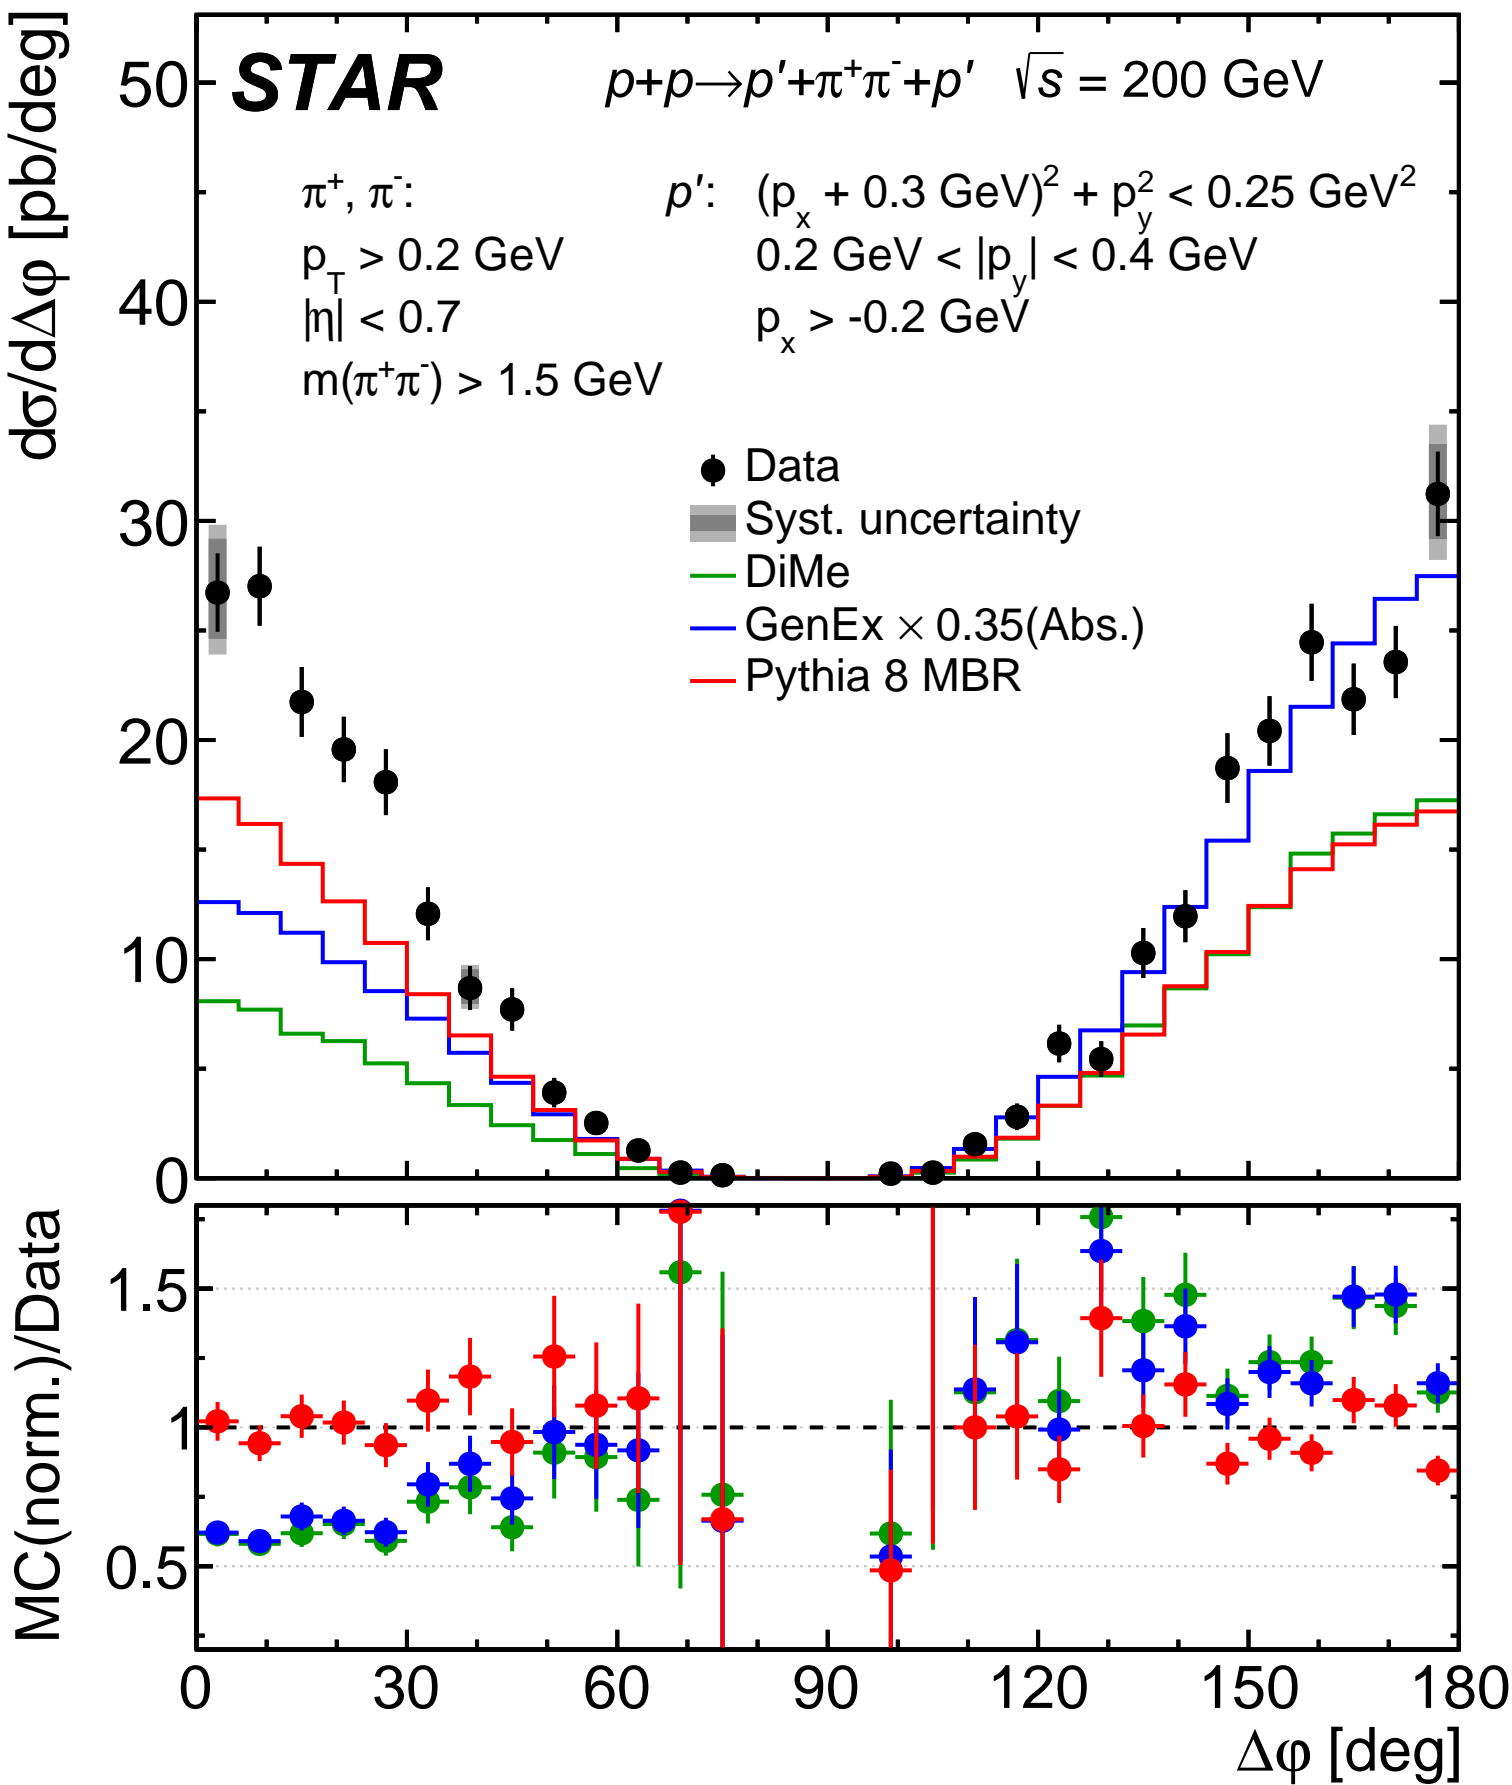 STAR p+p→p′+π⁺π⁻+p′ √s = 200 GeV
π⁺, π⁻: p′: (pₓ + 0.3 GeV)² + p_y² < 0.25 GeV²
p_T > 0.2 GeV 0.2 GeV < |p_y| < 0.4 GeV
|η| < 0.7 pₓ > -0.2 GeV
m(π⁺π⁻) > 1.5 GeV
Data
Syst. uncertainty
DiMe
GenEx × 0.35(Abs.)
Pythia 8 MBR
dσ/dΔφ [pb/deg]
50
40
30
20
10
0
MC(norm.)/Data
1.5
1
0.5
0 30 60 90 120 150 180
Δφ [deg]